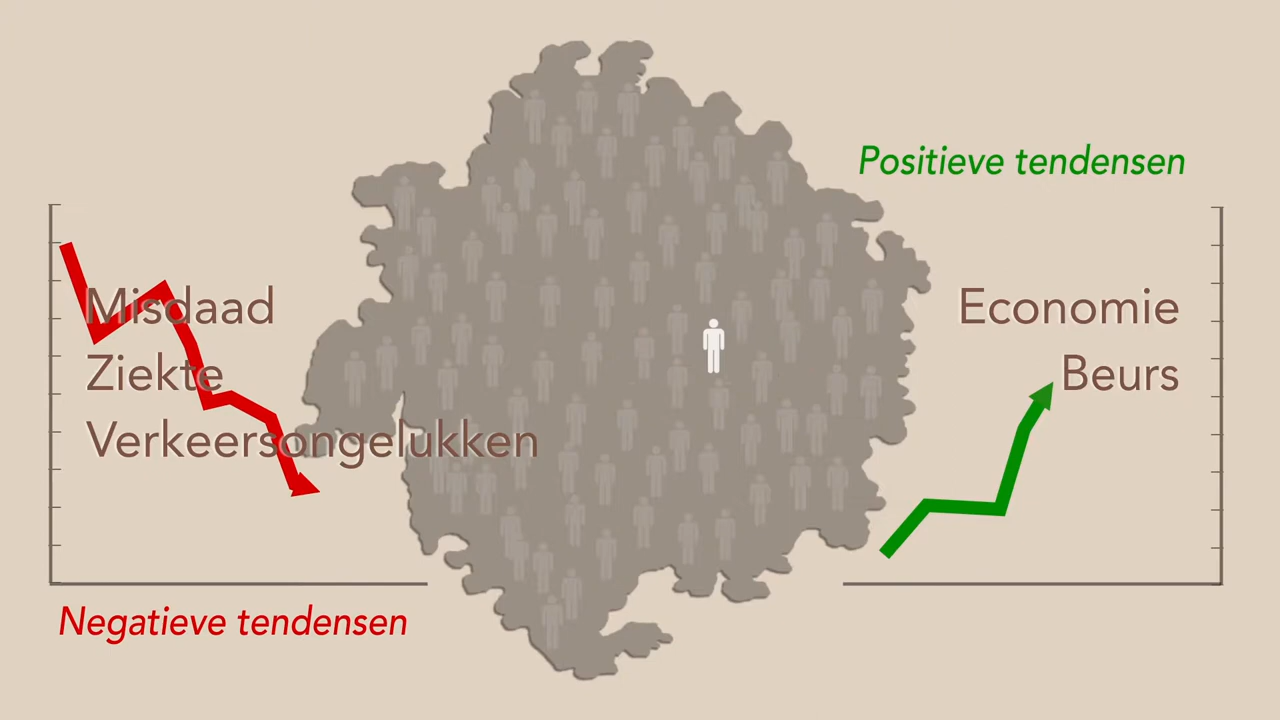 Positieve tendensen
Misdaad
Ziekte
Verkeersongelukken
Economie
Beurs
Negatieve tendensen